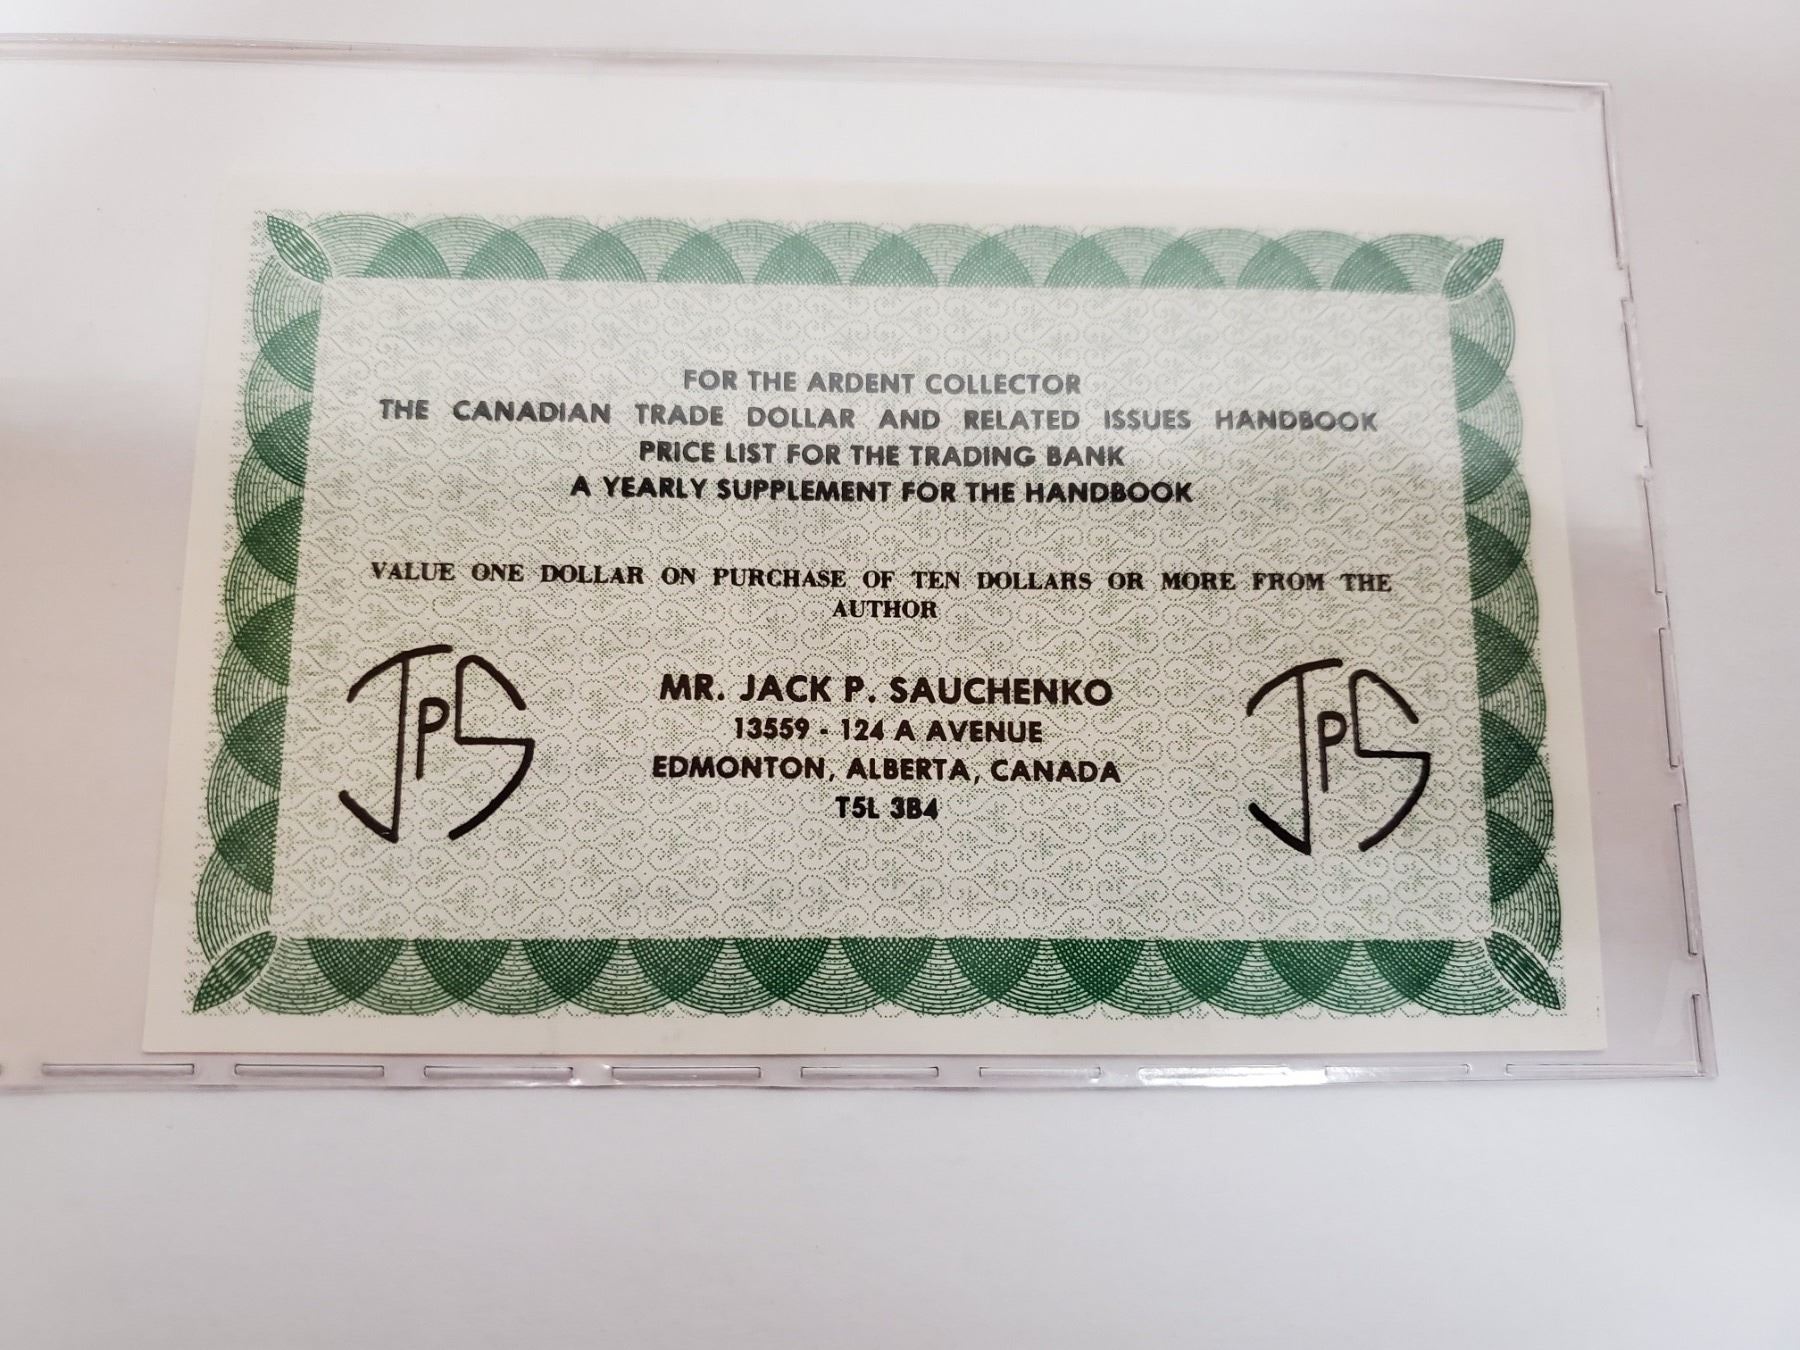 FOR THE ARDENT COLLECTOR
THE CANADIAN TRADE DOLLAR AND RELATED ISSUES HANDBOOK
PRICE LIST FOR THE TRADING BANK
A YEARLY SUPPLEMENT FOR THE HANDBOOK
VALUE ONE DOLLAR ON PURCHASE OF TEN DOLLARS OR MORE FROM THE
AUTHOR
MR. JACK P. SAUCHENKO
13559 - 124 A AVENUE
EDMONTON, ALBERTA, CANADA
T5L 3B4
JPS
JPS